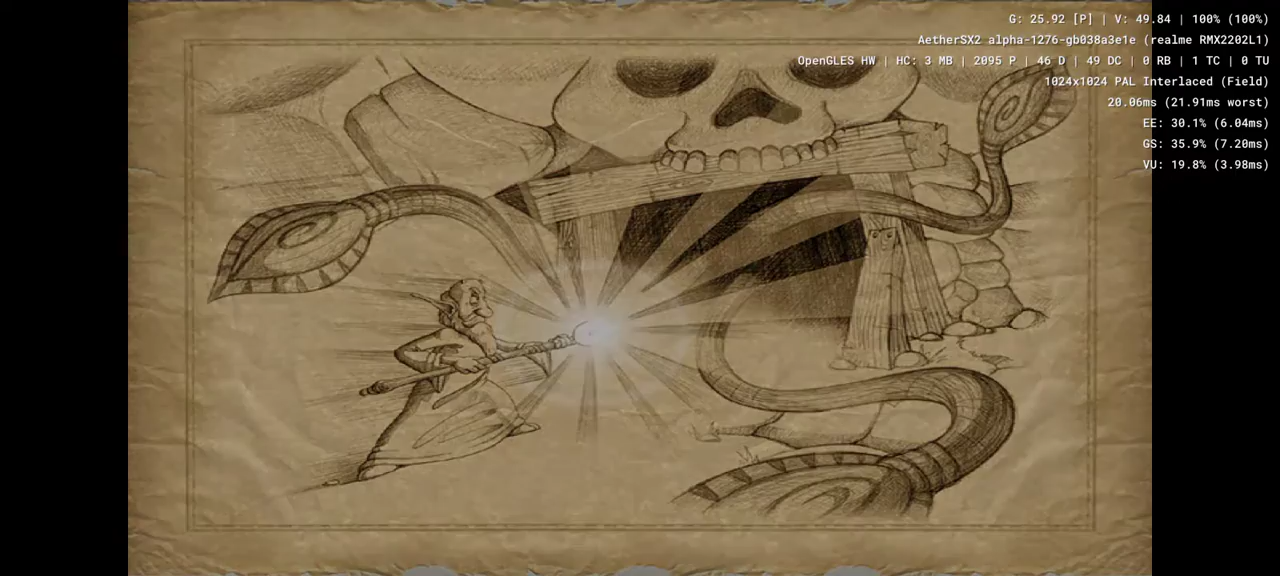 G: 25.92 [P] | V: 49.84 | 100% (100%)
AetherSX2 alpha-1276-gb038a3e1e (realme RMX2202L1)
OpenGLES HW | HC: 3 MB | 2095 P | 46 D | 49 DC | 0 RB | 1 TC | 0 TU
1024x1024 PAL Interlaced (Field)
20.06ms (21.91ms worst)
EE: 30.1% (6.04ms)
GS: 35.9% (7.20ms)
VU: 19.8% (3.98ms)